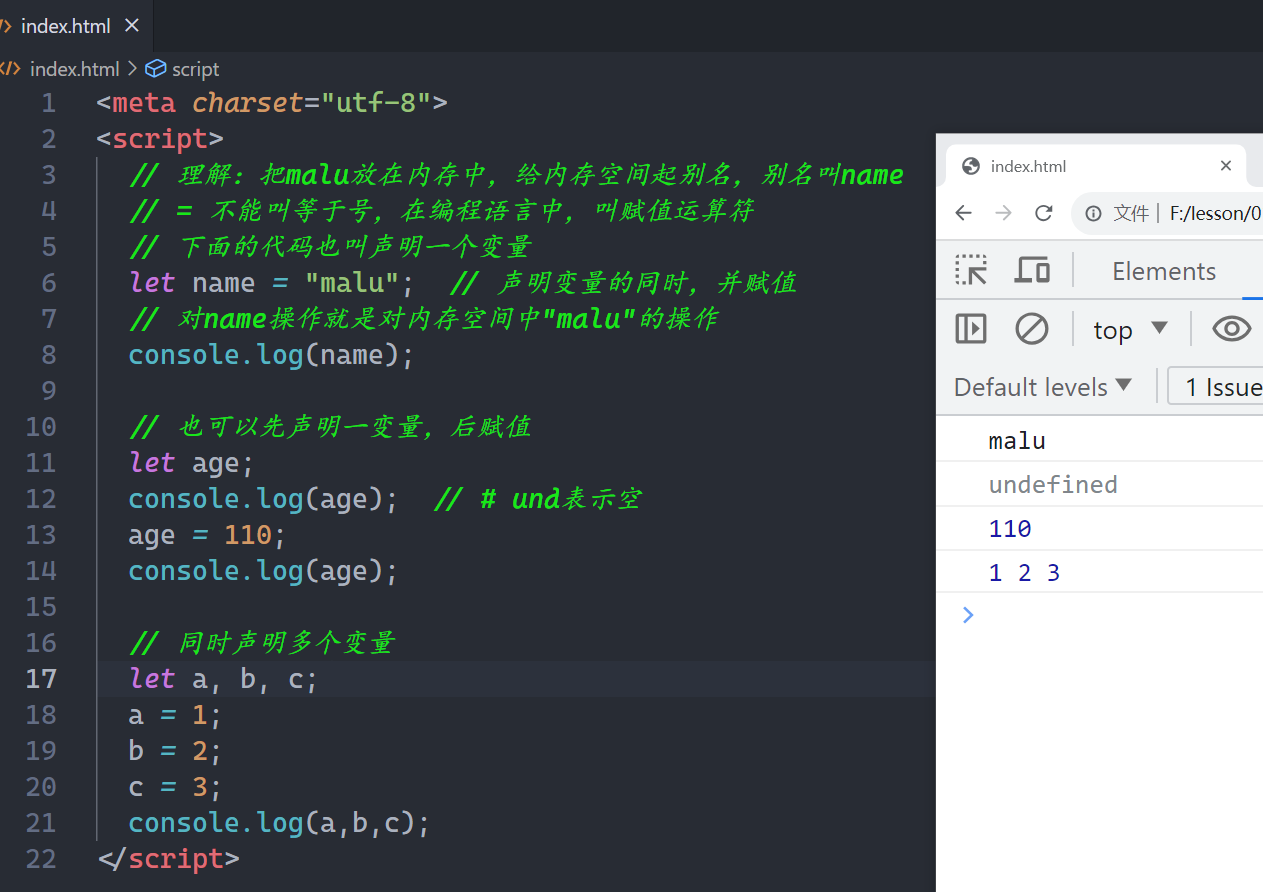 index.html
index.html > script
1 <meta charset="utf-8">
2 <script>
3 // 理解：把malu放在内存中，给内存空间起别名，别名叫name
4 // = 不能叫等于号，在编程语言中，叫赋值运算符
5 // 下面的代码也叫声明一个变量
6 let name = "malu"; // 声明变量的同时，并赋值
7 // 对name操作就是对内存空间中"malu"的操作
8 console.log(name);
9
10 // 也可以先声明一变量，后赋值
11 let age;
12 console.log(age); // # und表示空
13 age = 110;
14 console.log(age);
15
16 // 同时声明多个变量
17 let a, b, c;
18 a = 1;
19 b = 2;
20 c = 3;
21 console.log(a,b,c);
22 </script>
index.html
文件 | F:/lesson/0
Elements
top
Default levels
1 Issue
malu
undefined
110
1 2 3